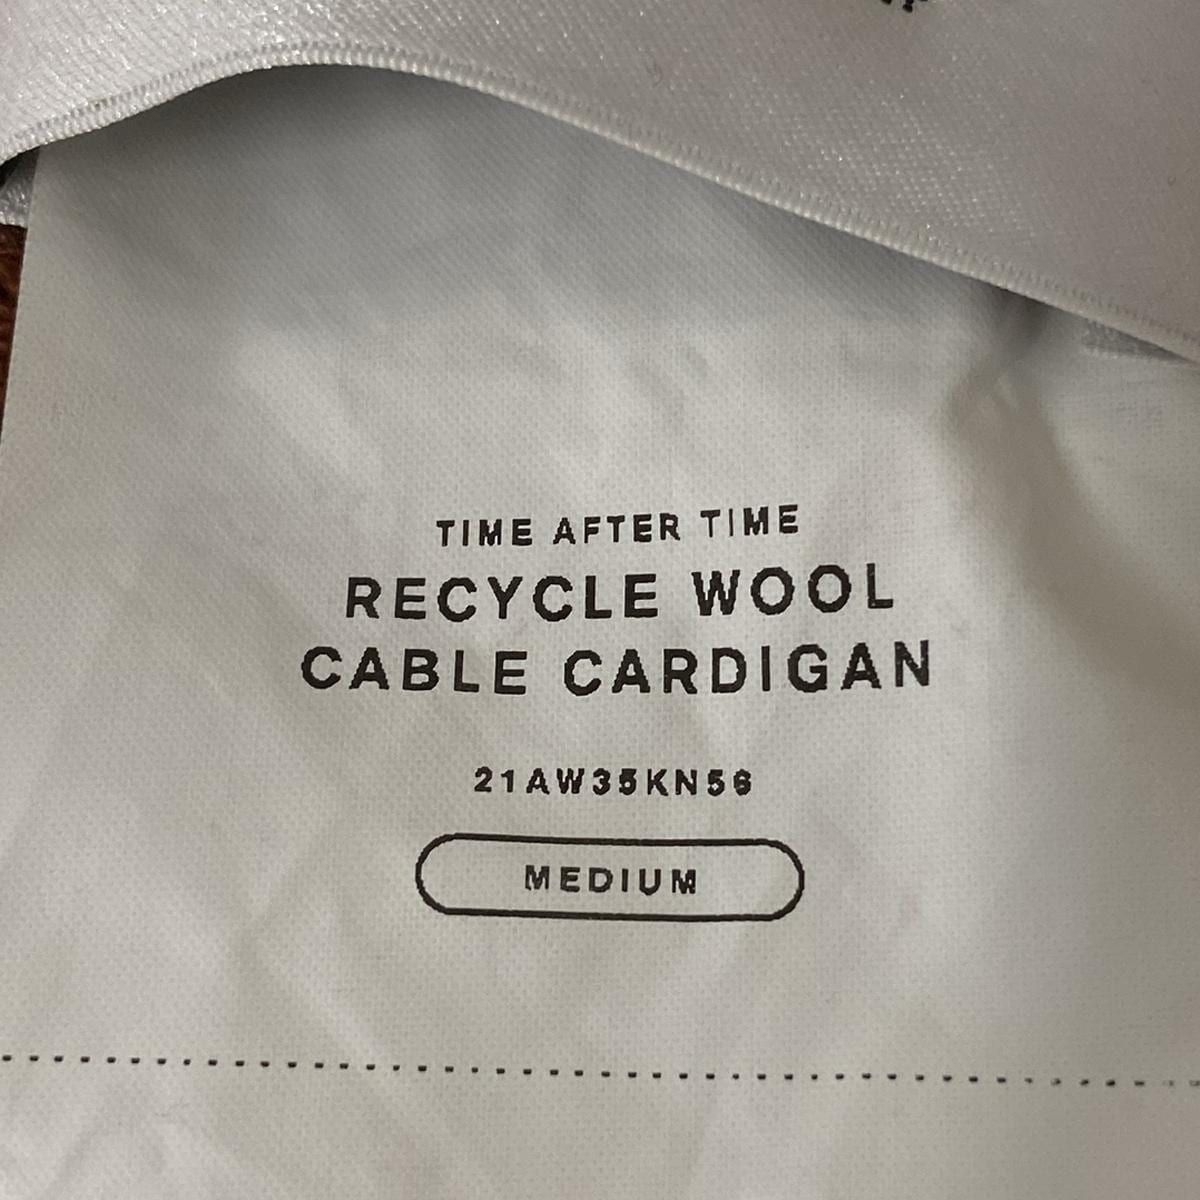 TIME AFTER TIME
RECYCLE WOOL
CABLE CARDIGAN
21AW35KN56
MEDIUM